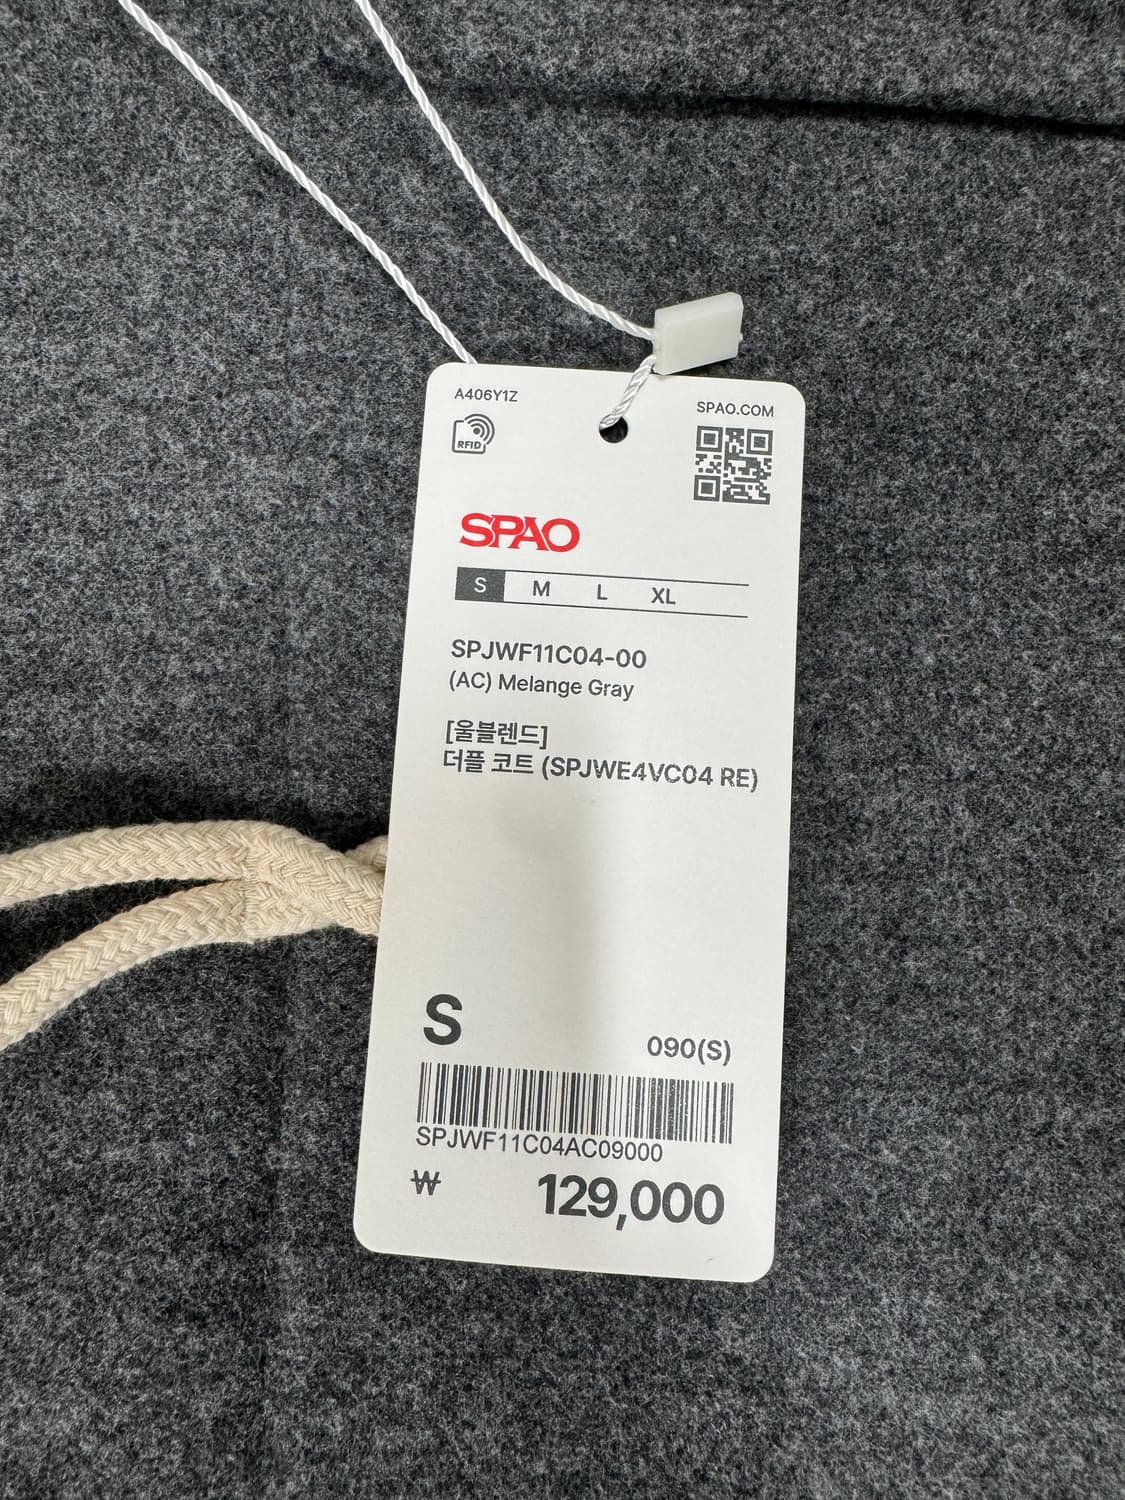 A406Y1Z
SPAO.COM
RFID
SPAO
S M L XL
SPJWF11C04-00
(AC) Melange Gray
[울블렌드]
더플 코트 (SPJWE4VC04 RE)
S
090(S)
SPJWF11C04AC09000
₩ 129,000